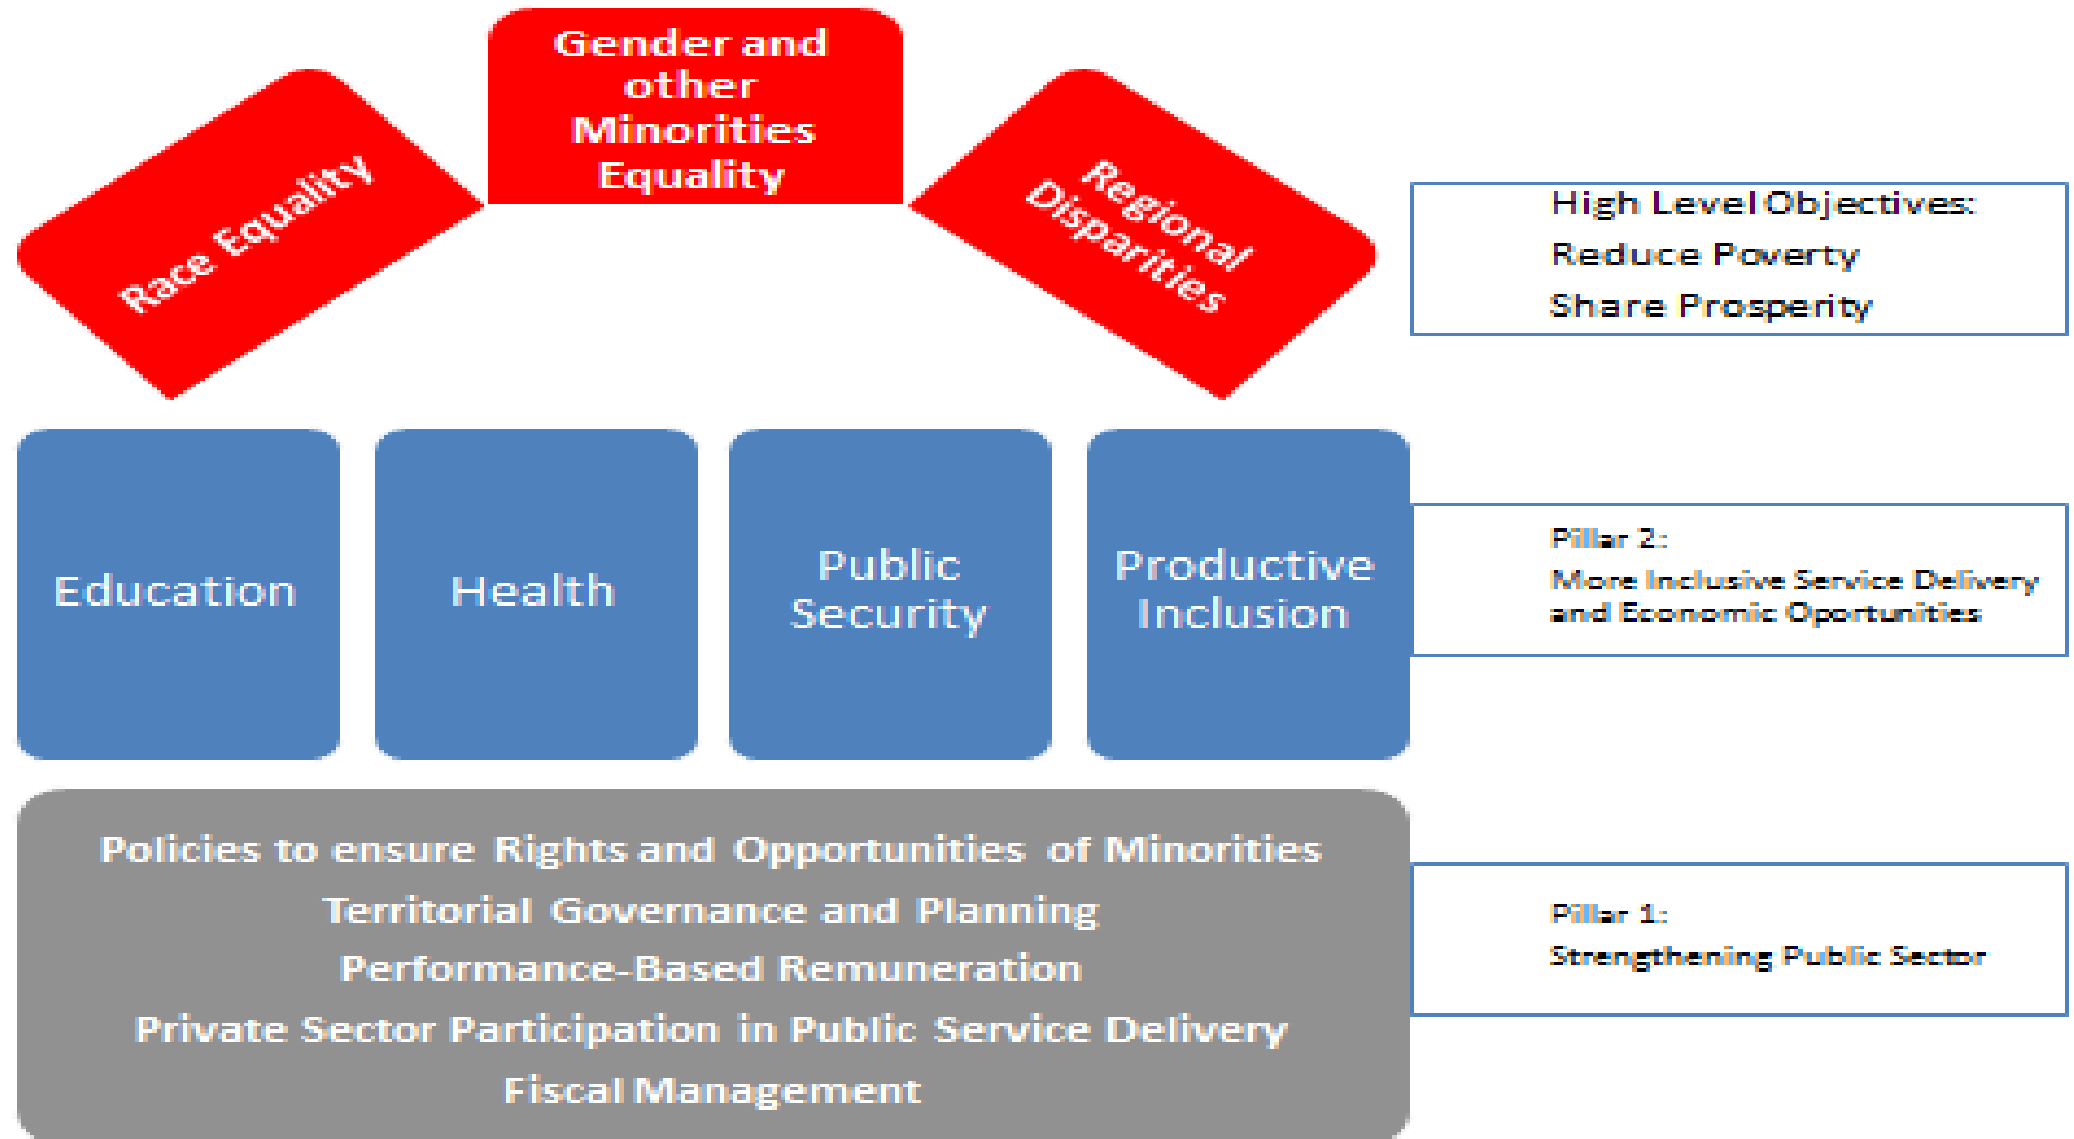 Gender and
other
Minorities
Equality
Race Equality
Regional
Disparities
High Level Objectives:
Reduce Poverty
Share Prosperity
Education
Health
Public
Security
Productive
Inclusion
Pillar 2:
More Inclusive Service Delivery
and Economic Oportunities
Policies to ensure Rights and Opportunities of Minorities
Territorial Governance and Planning
Performance-Based Remuneration
Private Sector Participation in Public Service Delivery
Fiscal Management
Pillar 1:
Strengthening Public Sector